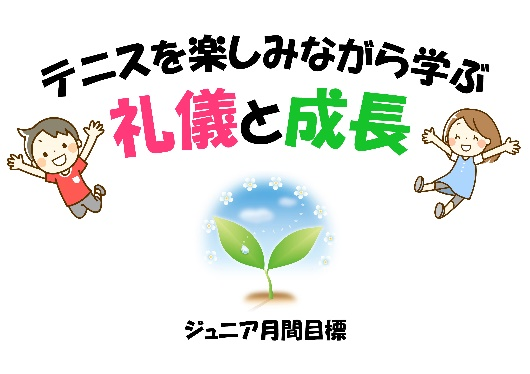 テニスを楽しみながら学ぶ
礼儀と成長
ジュニア月間目標